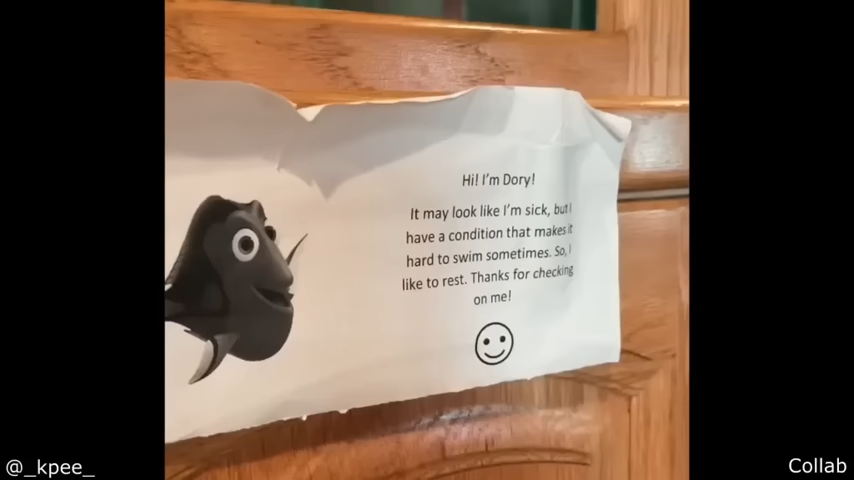 Hi! I'm Dory!
It may look like I'm sick, but I
have a condition that makes it
hard to swim sometimes. So, I
like to rest. Thanks for checking
on me!
@_kpee_
Collab